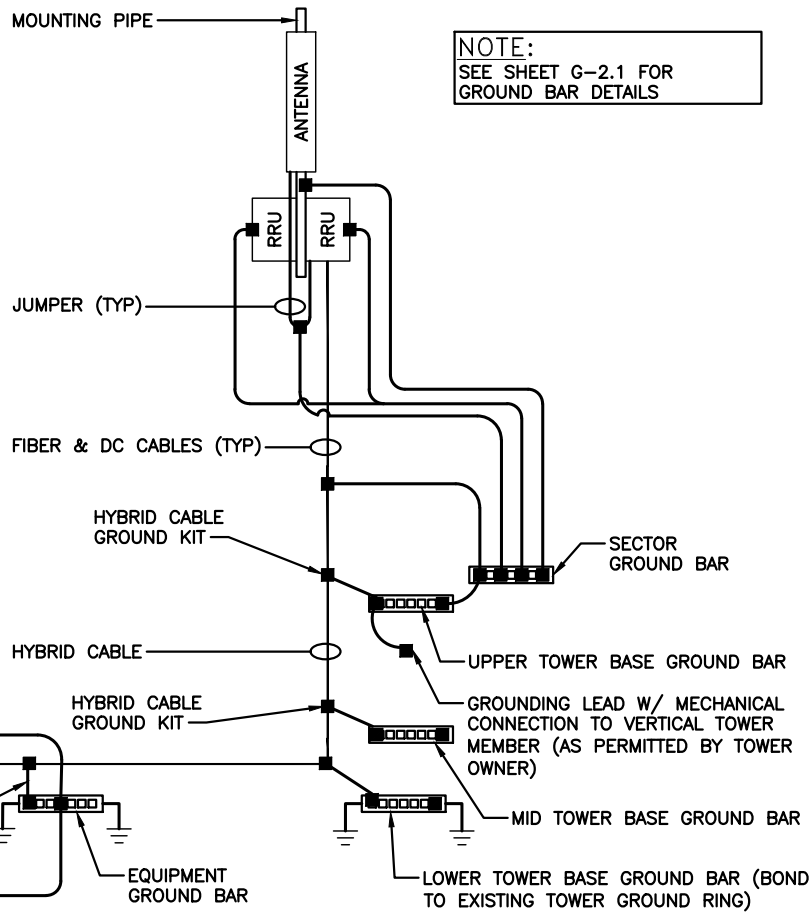 MOUNTING PIPE
NOTE:
SEE SHEET G-2.1 FOR
GROUND BAR DETAILS
ANTENNA
RRU
RRU
JUMPER (TYP)
FIBER & DC CABLES (TYP)
HYBRID CABLE
GROUND KIT
SECTOR
GROUND BAR
HYBRID CABLE
UPPER TOWER BASE GROUND BAR
HYBRID CABLE
GROUND KIT
GROUNDING LEAD W/ MECHANICAL
CONNECTION TO VERTICAL TOWER
MEMBER (AS PERMITTED BY TOWER
OWNER)
MID TOWER BASE GROUND BAR
EQUIPMENT
GROUND BAR
LOWER TOWER BASE GROUND BAR (BOND
TO EXISTING TOWER GROUND RING)